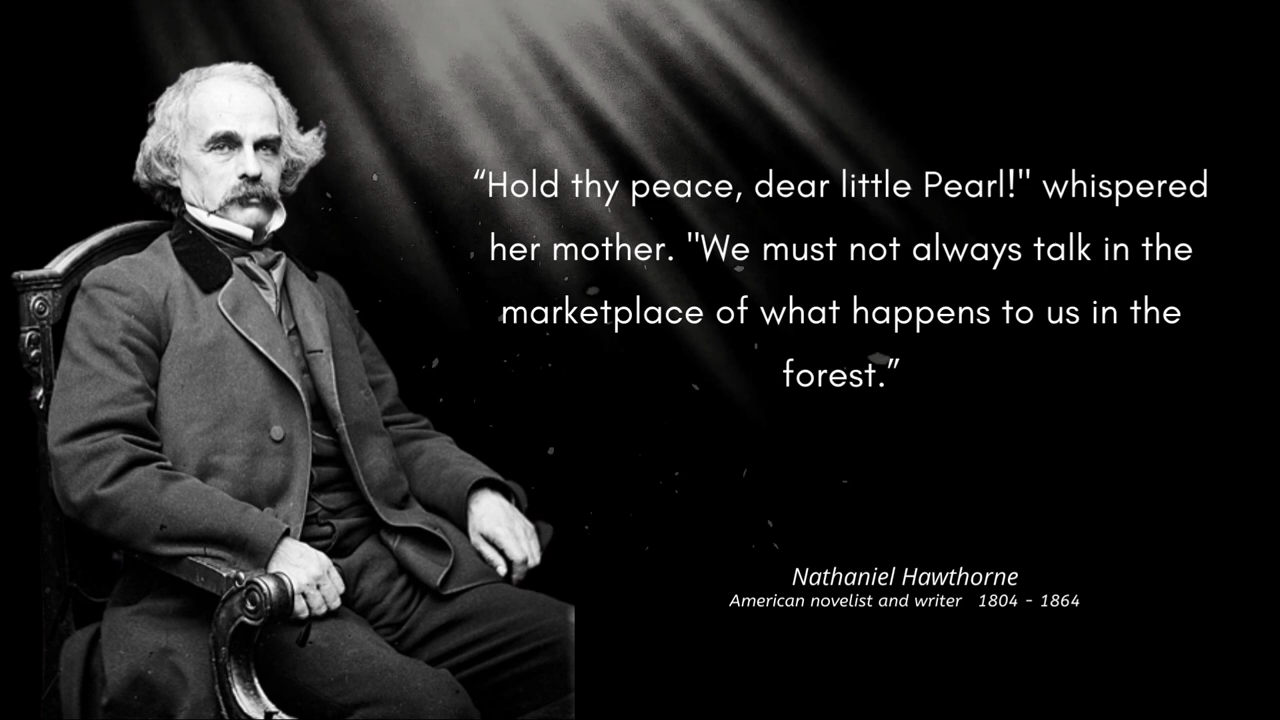 “Hold thy peace, dear little Pearl!" whispered
her mother. "We must not always talk in the
marketplace of what happens to us in the
forest.”
Nathaniel Hawthorne
American novelist and writer 1804 - 1864